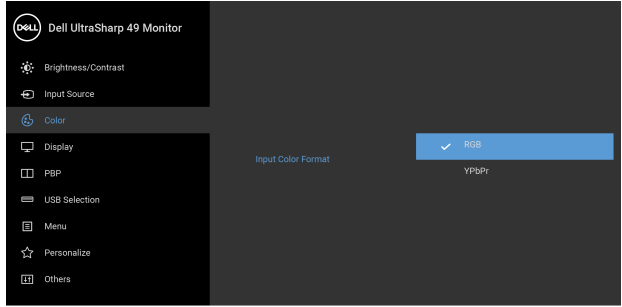 DELL
Dell UltraSharp 49 Monitor
Brightness/Contrast
Input Source
Color
Display
PBP
USB Selection
Menu
Personalize
Others
Input Color Format
RGB
YPbPr